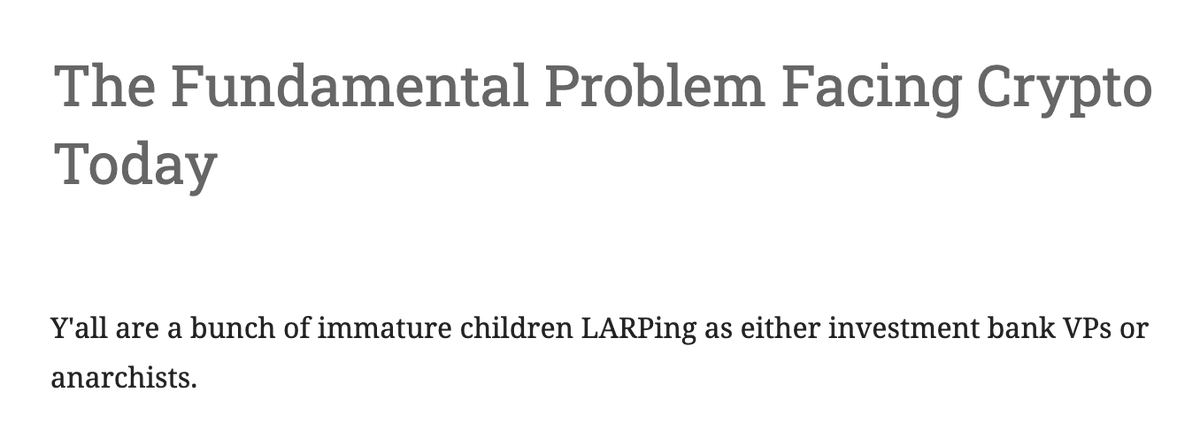 The Fundamental Problem Facing Crypto
Today
Y'all are a bunch of immature children LARPing as either investment bank VPs or
anarchists.